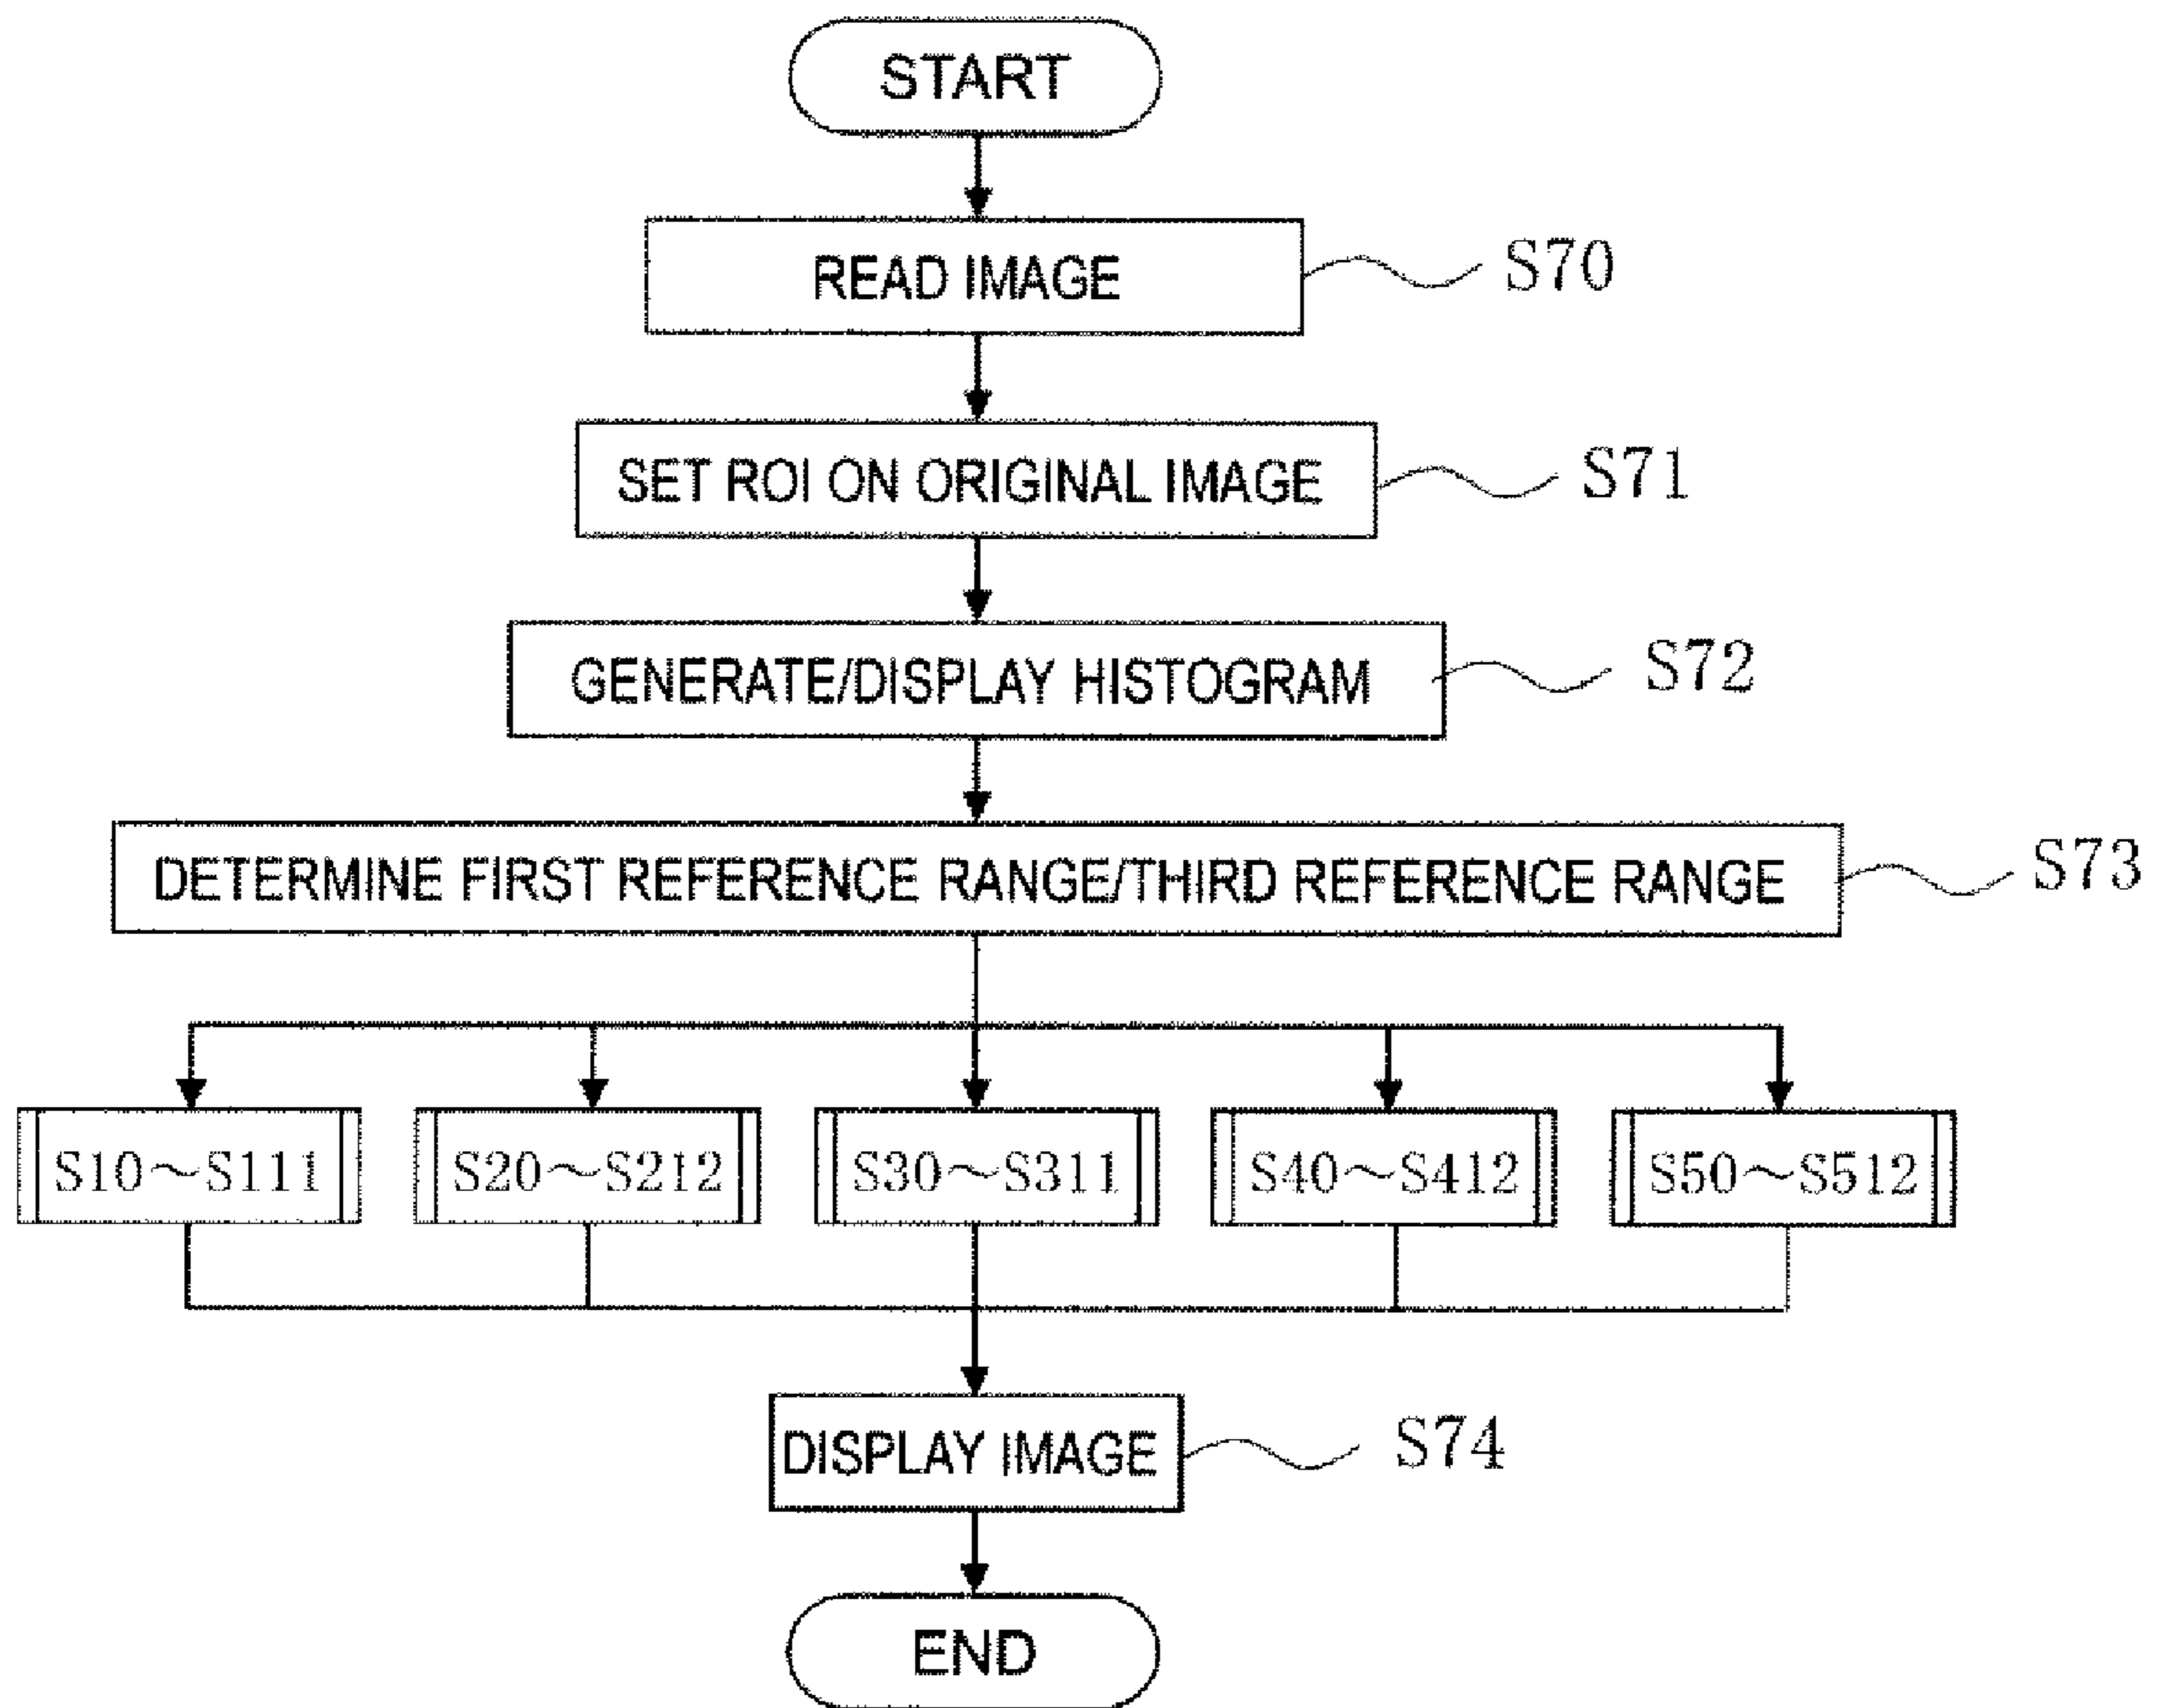 START
READ IMAGE
S70
SET ROI ON ORIGINAL IMAGE
S71
GENERATE/DISPLAY HISTOGRAM
S72
DETERMINE FIRST REFERENCE RANGE/THIRD REFERENCE RANGE
S73
S10～S111
S20～S212
S30～S311
S40～S412
S50～S512
DISPLAY IMAGE
S74
END